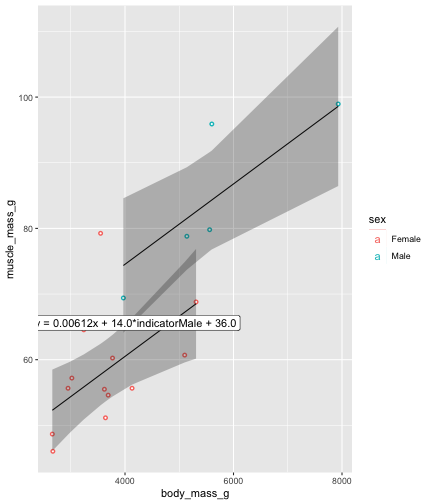 100
80
60
muscle_mass_g
= 0.00612x + 14.0*indicatorMale + 36.0
4000
6000
8000
body_mass_g
sex
a Female
a Male